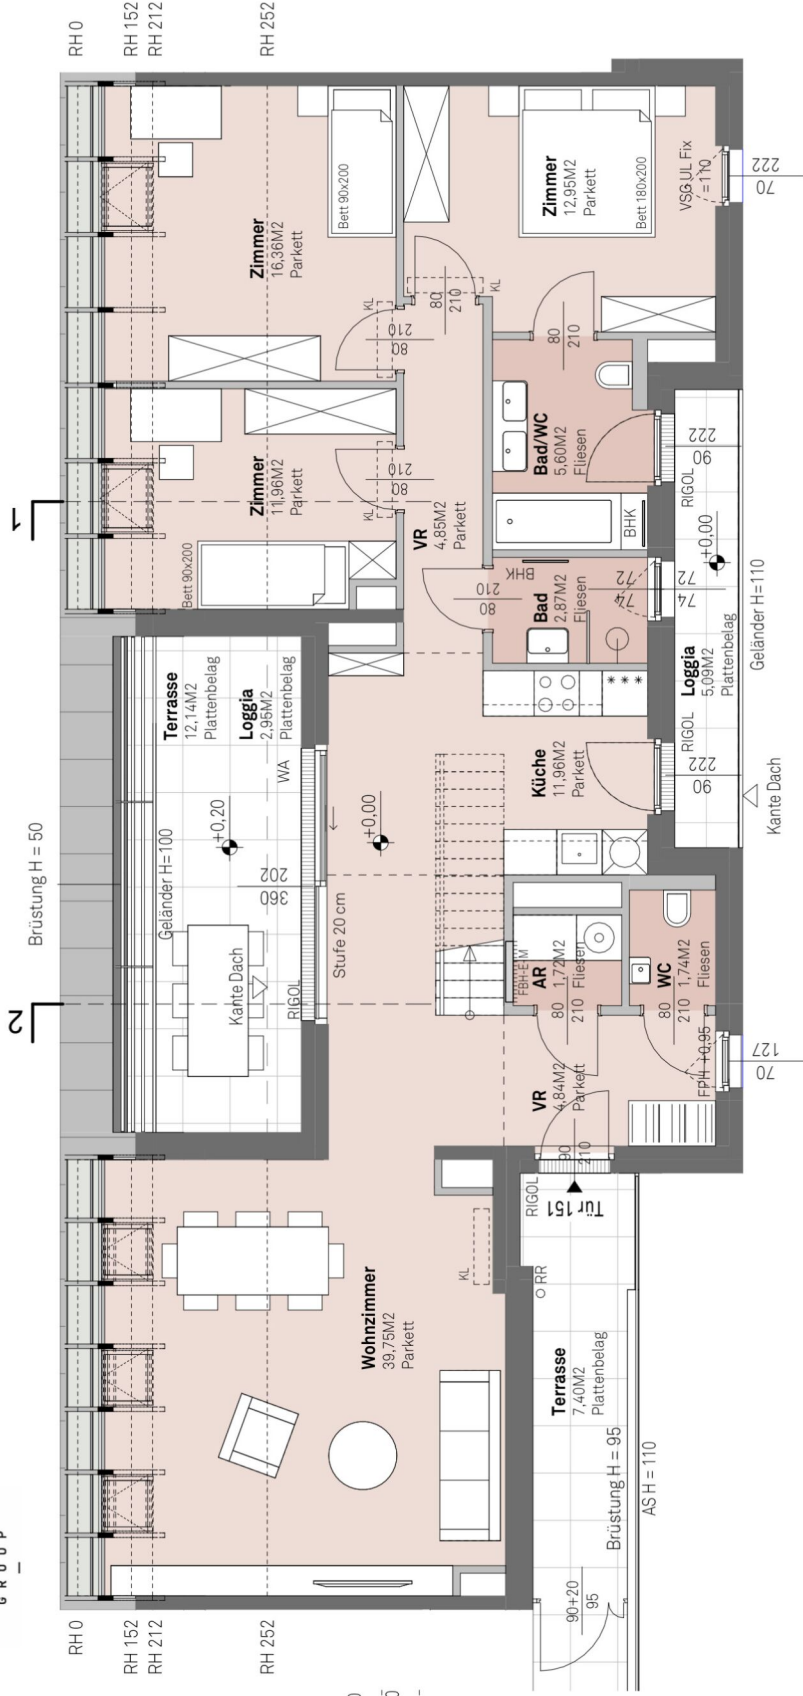 RH 0
RH 152
RH 212
RH 252
1
2
Zimmer
16,36M2
Parkett
Bett 90x200
KL
80
210
Zimmer
12,95M2
Parkett
Bett 180x200
VSG UL Fix
=110
70
222
KL
80
210
80
210
Zimmer
11,96M2
Parkett
Bett 90x200
KL
80
210
VR
4,85M2
Parkett
Bad/WC
5,60M2
Fliesen
BHK
90
222
RIGOL
+0,00
Bad
2,87M2
Fliesen
BHK
80
210
74
72
74
72
Loggia
5,09M2
Plattenbelag
Geländer H=110
RIGOL
90
222
Kante Dach
Terrasse
12,14M2
Plattenbelag
Loggia
2,95M2
Plattenbelag
WA
Brüstung H = 50
Geländer H=100
+0,20
360
202
Kante Dach
RIGOL
Stufe 20 cm
+0,00
Küche
11,96M2
Parkett
***
FBH-E-M
AR
1,72M2
Fliesen
80
210
WC
1,74M2
Fliesen
80
210
VR
4,84M2
Parkett
FPH +0,95
70
127
90
210
RIGOL
Tür 151
RR
Wohnzimmer
39,75M2
Parkett
KL
Terrasse
7,40M2
Plattenbelag
Brüstung H = 95
AS H = 110
90+20
95
RH 0
RH 152
RH 212
RH 252
GROUP